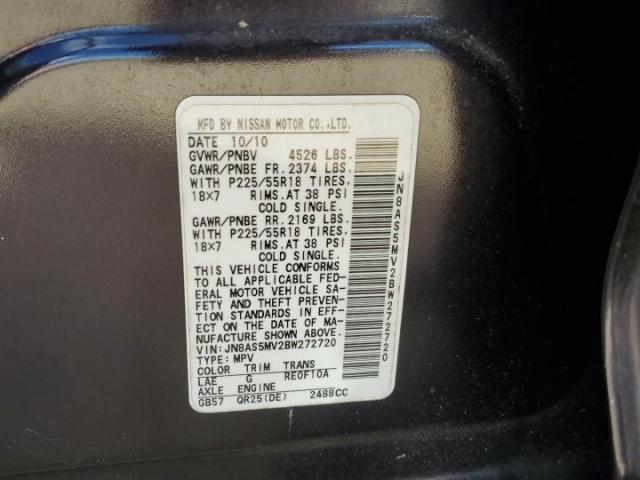 MFD BY NISSAN MOTOR CO.,LTD.
DATE 10/10
GVWR/PNBV 4526 LBS.
GAWR/PNBE FR. 2374 LBS.
WITH P225/55R18 TIRES.
18X7 RIMS.AT 38 PSI
COLD SINGLE.
GAWR/PNBE RR. 2169 LBS.
WITH P225/55R18 TIRES.
18X7 RIMS.AT 38 PSI
COLD SINGLE.
THIS VEHICLE CONFORMS
TO ALL APPLICABLE FED-
ERAL MOTOR VEHICLE SA-
FETY AND THEFT PREVEN-
TION STANDARDS IN EFF-
ECT ON THE DATE OF MA-
NUFACTURE SHOWN ABOVE.
VIN: JN8AS5MV2BW272720
TYPE: MPV
COLOR TRIM TRANS
LAE G RE0F10A
AXLE ENGINE
GB57 QR25(DE) 2488CC
JN8AS5MV2BW272720